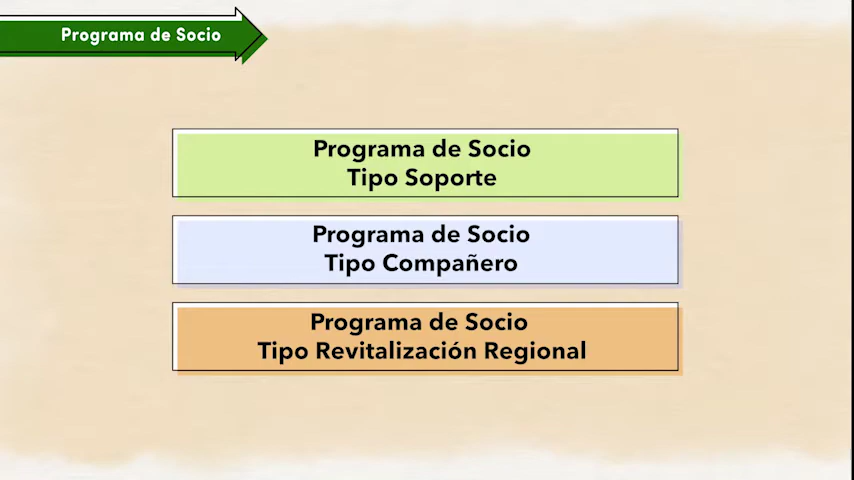 Programa de Socio
Programa de Socio
Tipo Soporte
Programa de Socio
Tipo Compañero
Programa de Socio
Tipo Revitalización Regional